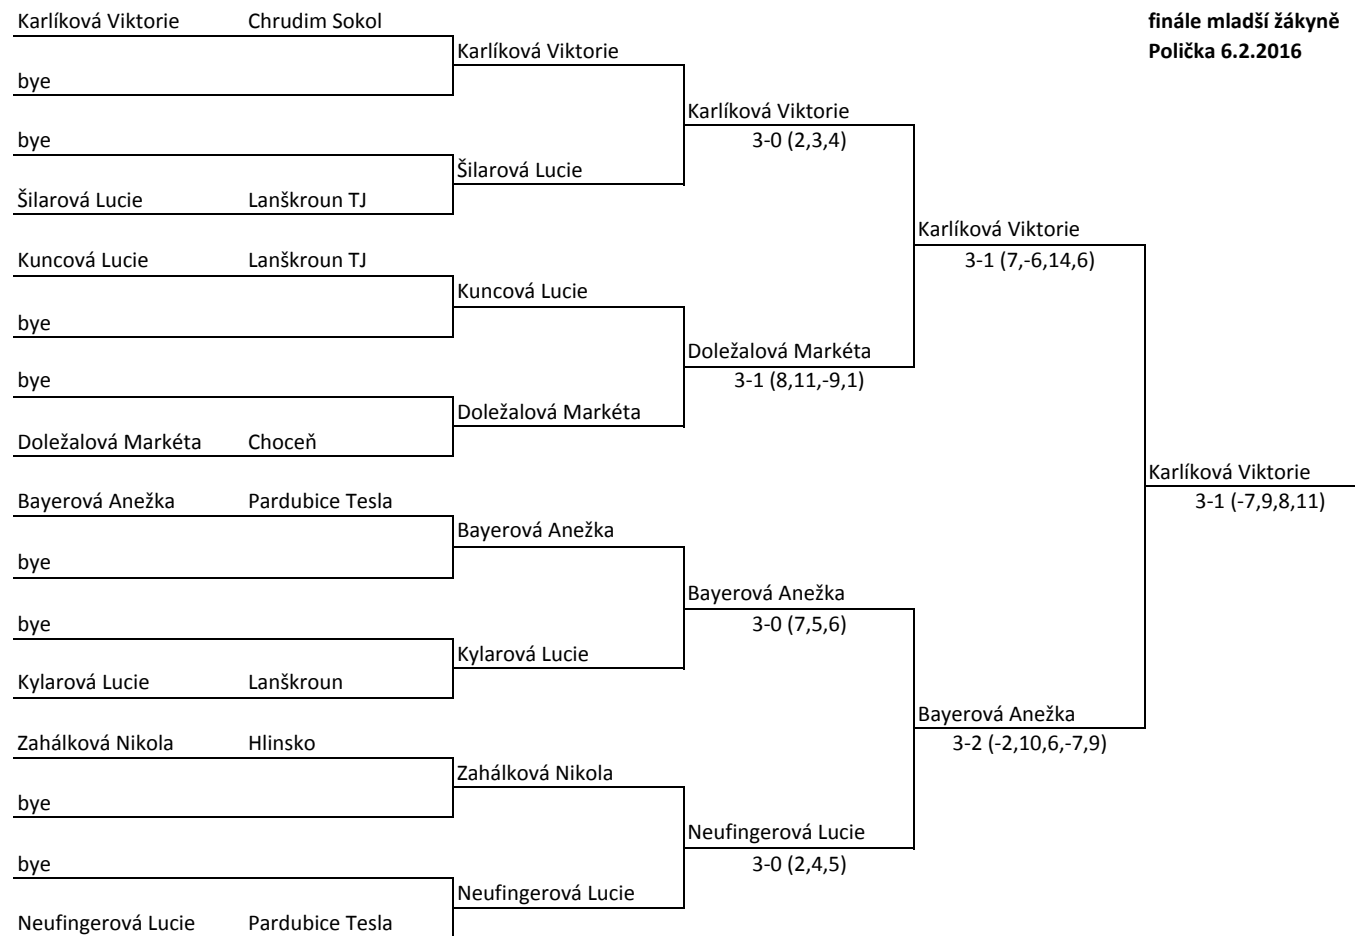 Karlíková Viktorie Chrudim Sokol finále mladší žákyně
Karlíková Viktorie Polička 6.2.2016
bye
Karlíková Viktorie
bye 3-0 (2,3,4)
Šilarová Lucie
Šilarová Lucie Lanškroun TJ
Karlíková Viktorie
Kuncová Lucie Lanškroun TJ 3-1 (7,-6,14,6)
Kuncová Lucie
bye
Doležalová Markéta
bye 3-1 (8,11,-9,1)
Doležalová Markéta
Doležalová Markéta Choceň
Karlíková Viktorie
Bayerová Anežka Pardubice Tesla 3-1 (-7,9,8,11)
Bayerová Anežka
bye
Bayerová Anežka
bye 3-0 (7,5,6)
Kylarová Lucie
Kylarová Lucie Lanškroun
Bayerová Anežka
Zahálková Nikola Hlinsko 3-2 (-2,10,6,-7,9)
Zahálková Nikola
bye
Neufingerová Lucie
bye 3-0 (2,4,5)
Neufingerová Lucie
Neufingerová Lucie Pardubice Tesla